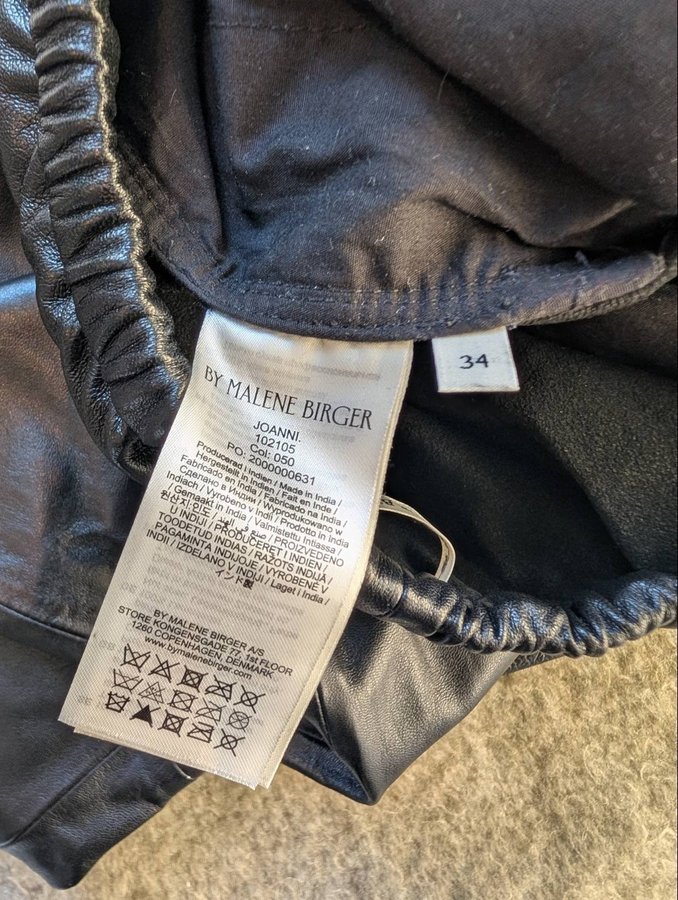 BY MALENE BIRGER
JOANNI.
102105
Col: 050
PO: 2000000631
Producerad i Indien / Made in India /
Hergestellt in Indien / Fait en Inde /
Fabricado en India / Fabricado na India /
Сделано в Индии / Wyprodukowano w
Indiach / Vyrobeno v Indii / Prodotto in India
/ Gemaakt in India / Valmistettu Intiassa /
/ PROIZVEDENO
U INDIJI / PRODUCERET I INDIEN /
TOODETUD INDIAS / RAŽOTS INDIJĀ /
PAGAMINTA INDIJOJE / VYROBENÉ V
INDII / IZDELANO V INDIJI / Laget i India /
インド製
BY MALENE BIRGER A/S
STORE KONGENSGADE 77, 1st FLOOR
1260 COPENHAGEN, DENMARK
www.bymalenebirger.com
34